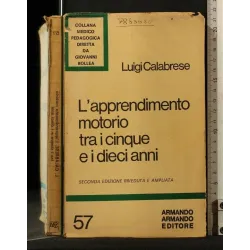 COLLANA
MEDICO
PEDAGOGICA
DIRETTA
DA
GIOVANNI
BOLLEA
Luigi Calabrese
L'apprendimento
motorio
tra i cinque
e i dieci anni
SECONDA EDIZIONE RIVEDUTA E AMPLIATA
57
ARMANDO
ARMANDO
EDITORE